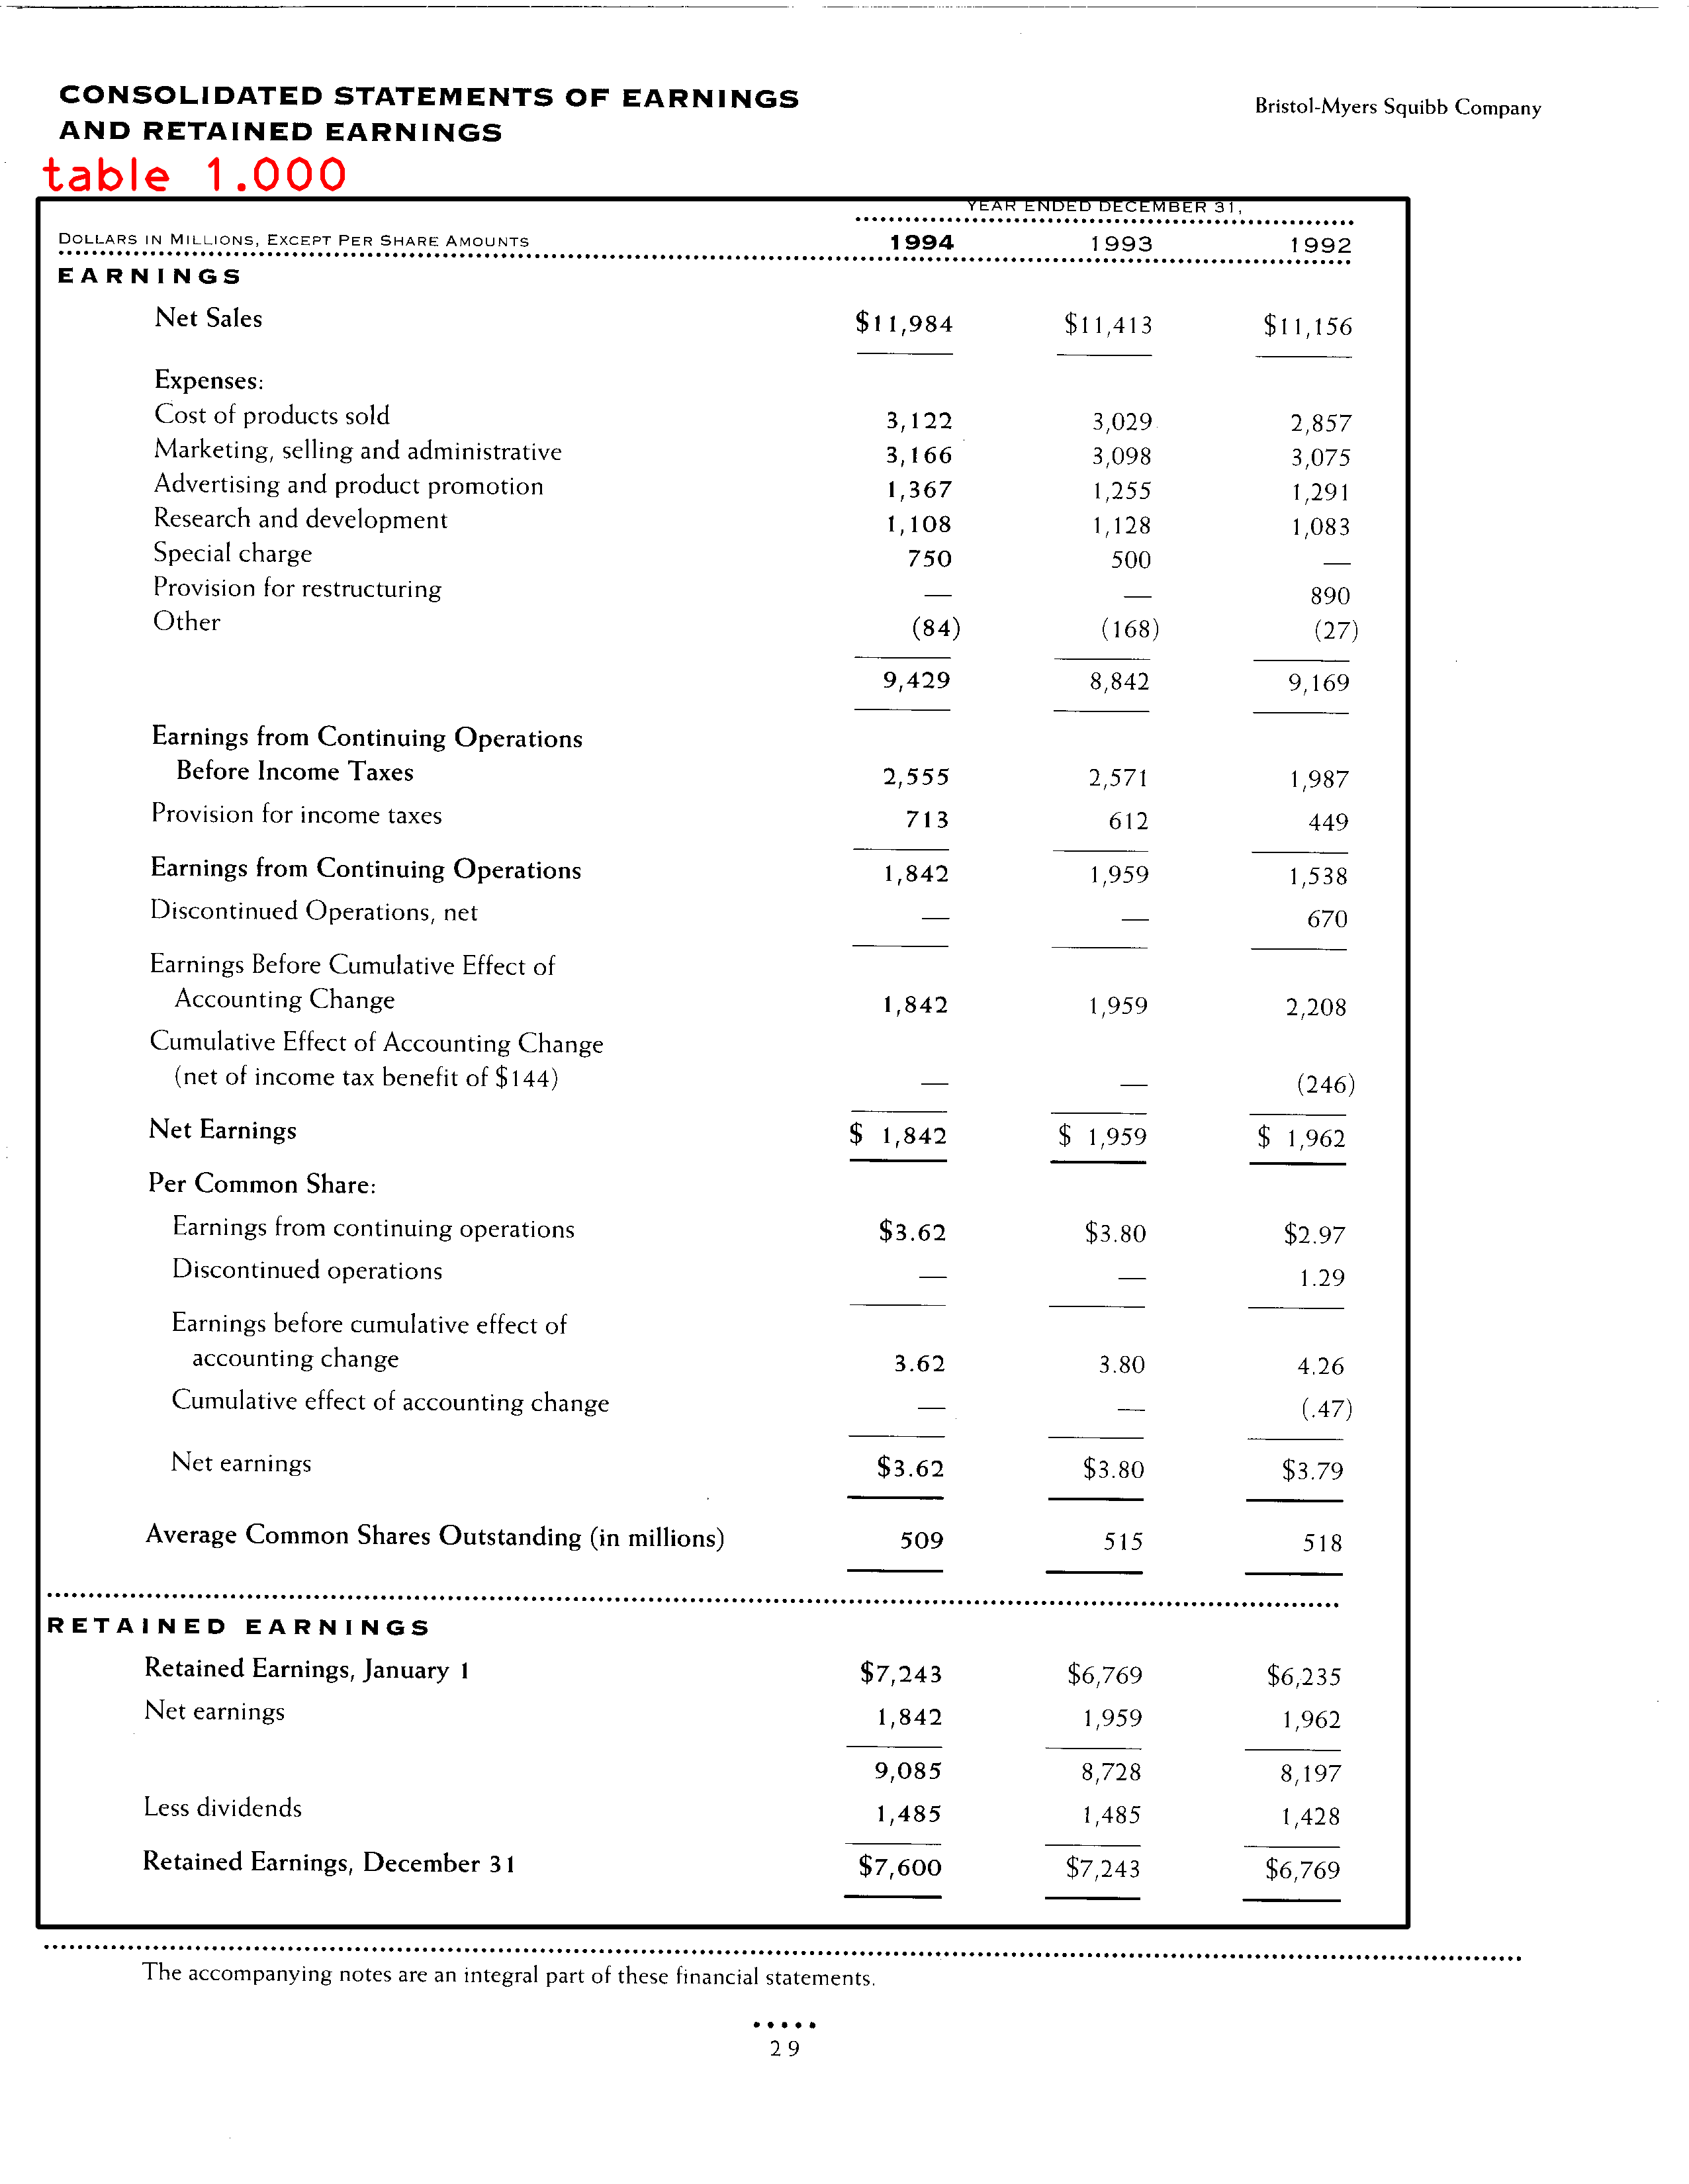 CONSOLIDATED STATEMENTS OF EARNINGS
AND RETAINED EARNINGS
Bristol-Myers Squibb Company
table 1.000
YEAR ENDED DECEMBER 31,
DOLLARS IN MILLIONS, EXCEPT PER SHARE AMOUNTS 1994 1993 1992
EARNINGS
Net Sales $11,984 $11,413 $11,156
Expenses:
Cost of products sold 3,122 3,029 2,857
Marketing, selling and administrative 3,166 3,098 3,075
Advertising and product promotion 1,367 1,255 1,291
Research and development 1,108 1,128 1,083
Special charge 750 500 —
Provision for restructuring — — 890
Other (84) (168) (27)
9,429 8,842 9,169
Earnings from Continuing Operations
Before Income Taxes 2,555 2,571 1,987
Provision for income taxes 713 612 449
Earnings from Continuing Operations 1,842 1,959 1,538
Discontinued Operations, net — — 670
Earnings Before Cumulative Effect of
Accounting Change 1,842 1,959 2,208
Cumulative Effect of Accounting Change
(net of income tax benefit of $144) — — (246)
Net Earnings $ 1,842 $ 1,959 $ 1,962
Per Common Share:
Earnings from continuing operations $3.62 $3.80 $2.97
Discontinued operations — — 1.29
Earnings before cumulative effect of
accounting change 3.62 3.80 4.26
Cumulative effect of accounting change — — (.47)
Net earnings $3.62 $3.80 $3.79
Average Common Shares Outstanding (in millions) 509 515 518
RETAINED EARNINGS
Retained Earnings, January 1 $7,243 $6,769 $6,235
Net earnings 1,842 1,959 1,962
9,085 8,728 8,197
Less dividends 1,485 1,485 1,428
Retained Earnings, December 31 $7,600 $7,243 $6,769
The accompanying notes are an integral part of these financial statements.
29